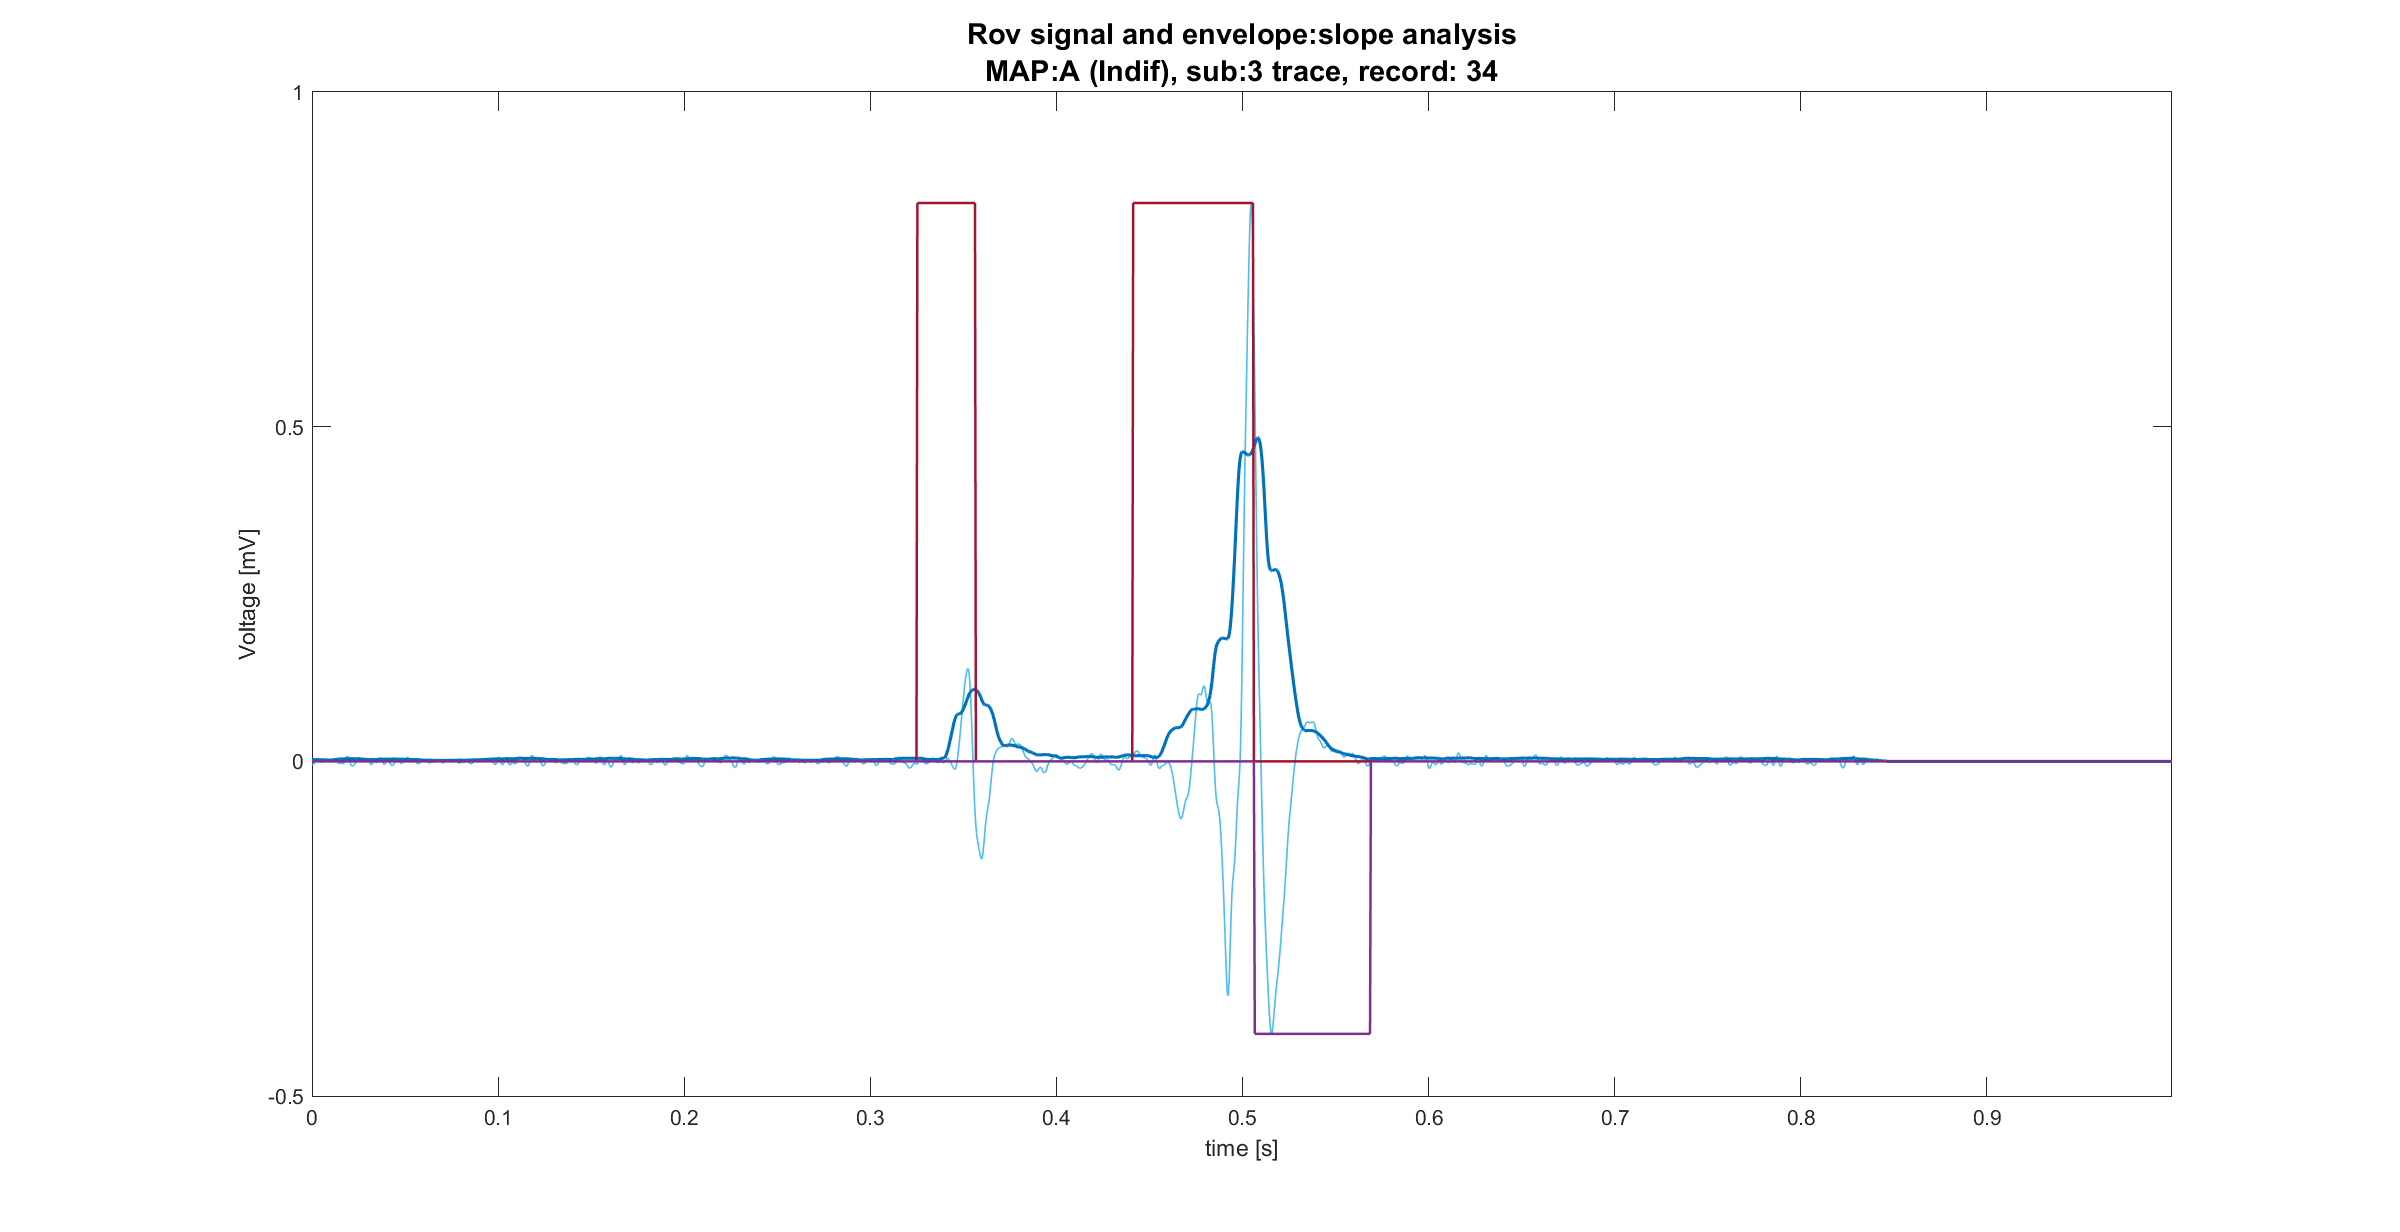 Rov signal and envelope:slope analysis
MAP:A (Indif), sub:3 trace, record: 34
1
0.5
0
-0.5
Voltage [mV]
0 0.1 0.2 0.3 0.4 0.5 0.6 0.7 0.8 0.9
time [s]